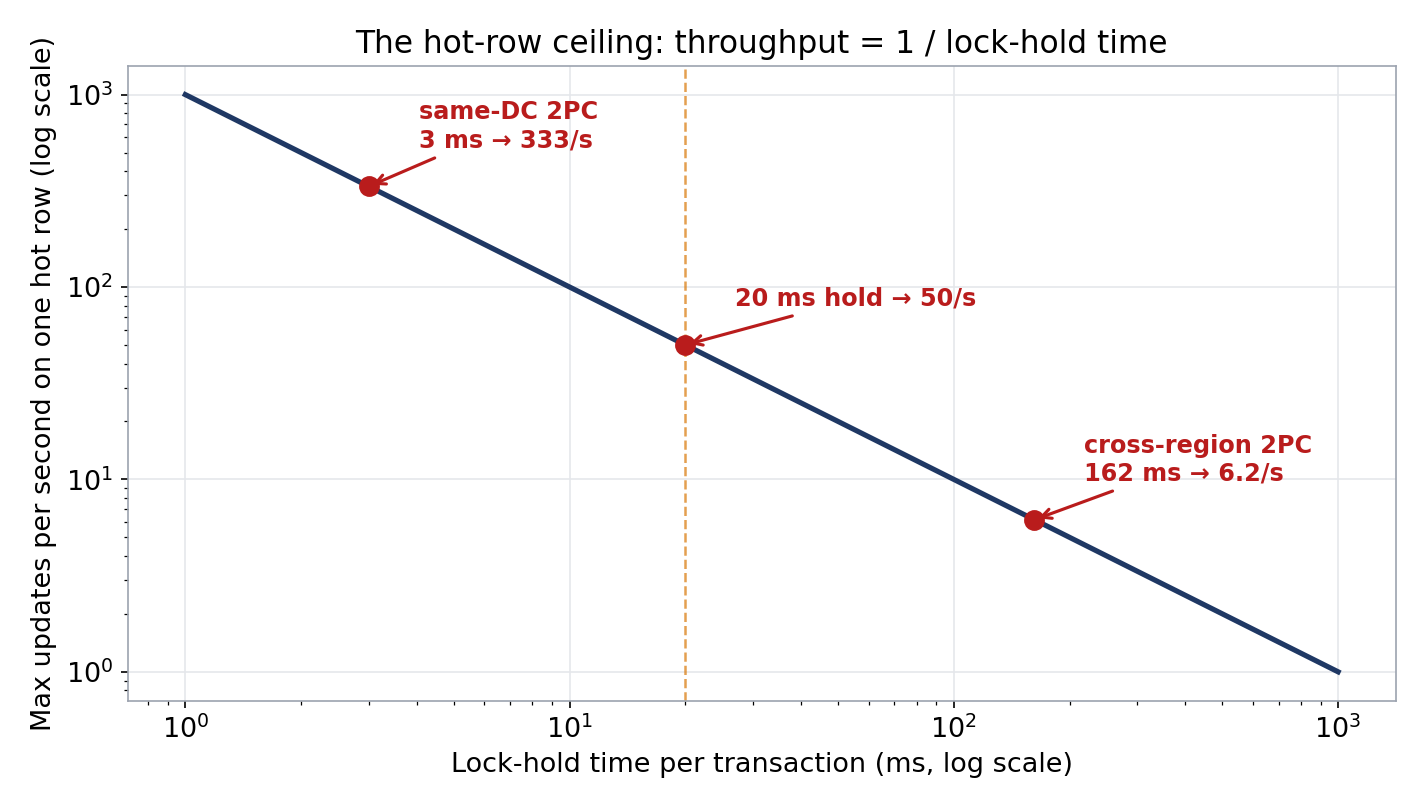 The hot-row ceiling: throughput = 1 / lock-hold time
Max updates per second on one hot row (log scale)
10³
10²
10¹
10⁰
same-DC 2PC
3 ms → 333/s
20 ms hold → 50/s
cross-region 2PC
162 ms → 6.2/s
10⁰ 10¹ 10² 10³
Lock-hold time per transaction (ms, log scale)